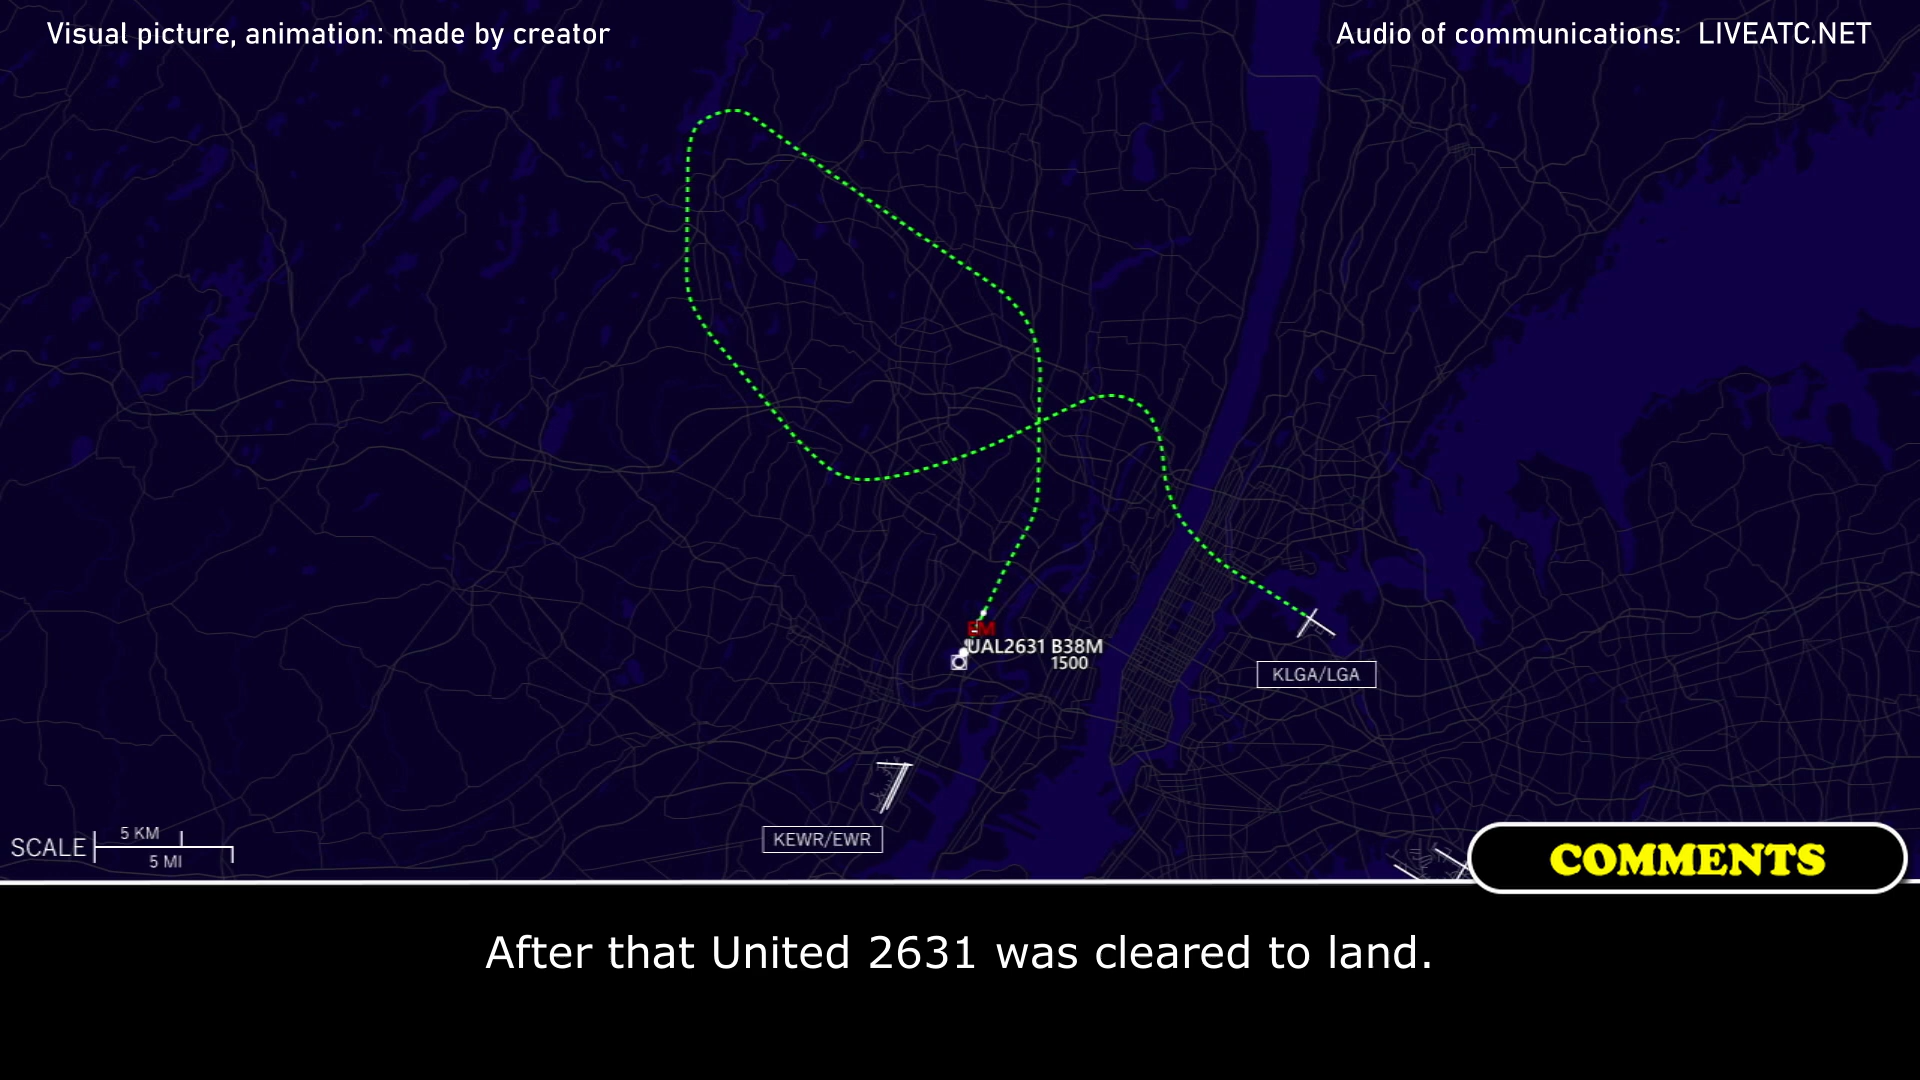 Visual picture, animation: made by creator
Audio of communications: LIVEATC.NET
EM
UAL2631 B38M
1500
KLGA/LGA
KEWR/EWR
SCALE
5 KM
5 MI
COMMENTS
After that United 2631 was cleared to land.